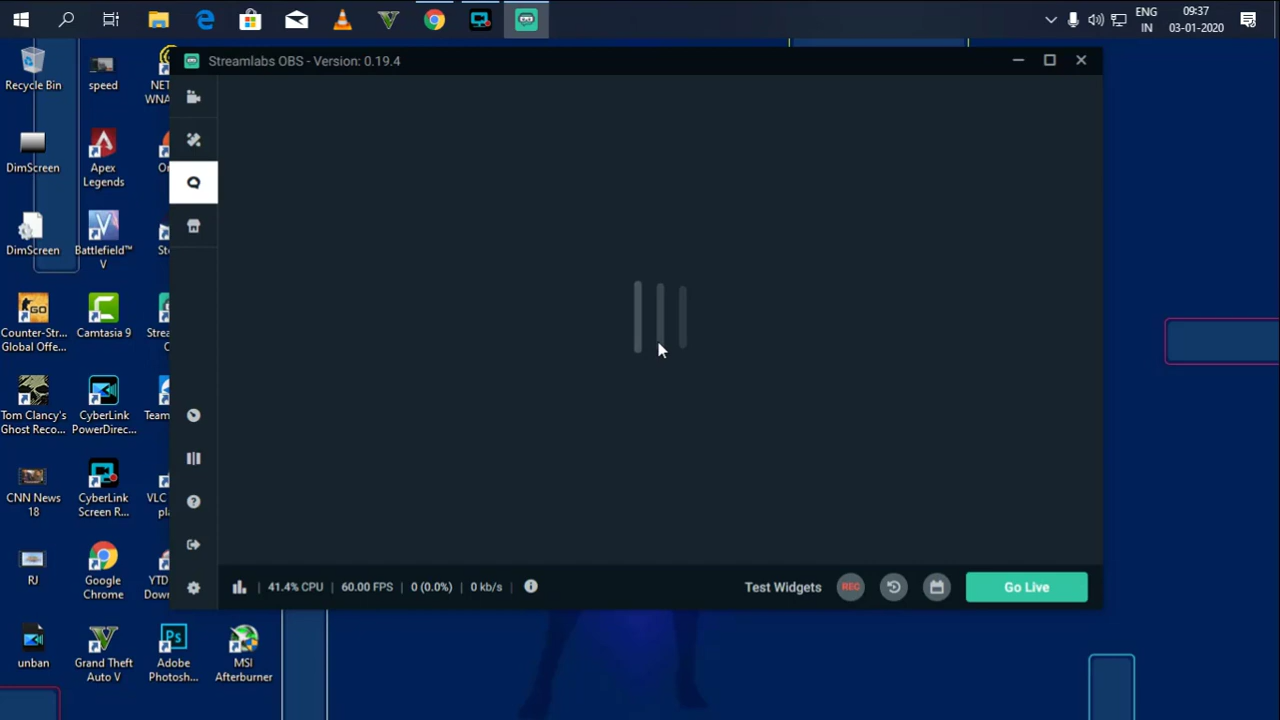 ENG
IN
09:37
03-01-2020
Streamlabs OBS - Version: 0.19.4
Recycle Bin
speed
NET
WNA
DimScreen
Apex
Legends
DimScreen
Battlefield™
V
Counter-Str...
Global Offe...
Camtasia 9
Tom Clancy's
Ghost Reco...
CyberLink
PowerDirec...
CNN News
18
CyberLink
Screen R...
RJ
Google
Chrome
unban
Grand Theft
Auto V
Adobe
Photosh...
MSI
Afterburner
41.4% CPU
60.00 FPS
0 (0.0%)
0 kb/s
Test Widgets
REC
Go Live